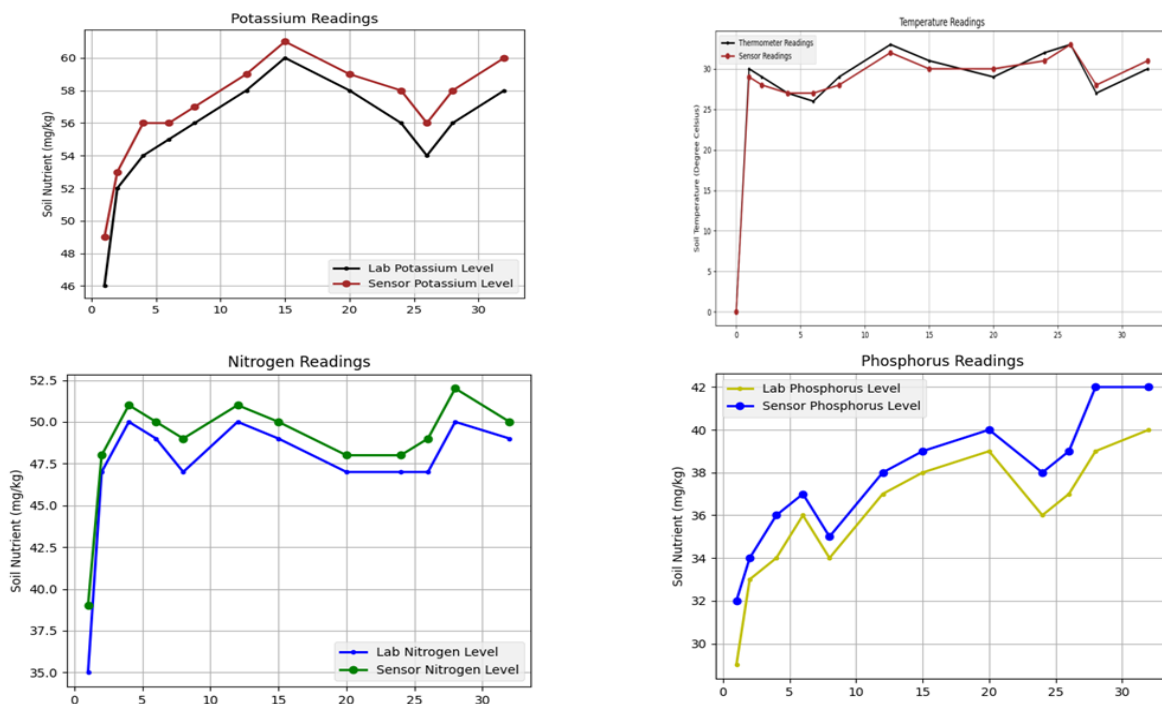 Potassium Readings
60
58
56
54
52
50
48
46
Soil Nutrient (mg/kg)
Lab Potassium Level
Sensor Potassium Level
0 5 10 15 20 25 30
Temperature Readings
Thermometer Readings
Sensor Readings
30
25
20
15
10
5
0
Soil Temperature (Degree Celsius)
0 5 10 15 20 25 30
Nitrogen Readings
52.5
50.0
47.5
45.0
42.5
40.0
37.5
35.0
Soil Nutrient (mg/kg)
Lab Nitrogen Level
Sensor Nitrogen Level
0 5 10 15 20 25 30
Phosphorus Readings
Lab Phosphorus Level
Sensor Phosphorus Level
42
40
38
36
34
32
30
Soil Nutrient (mg/kg)
0 5 10 15 20 25 30